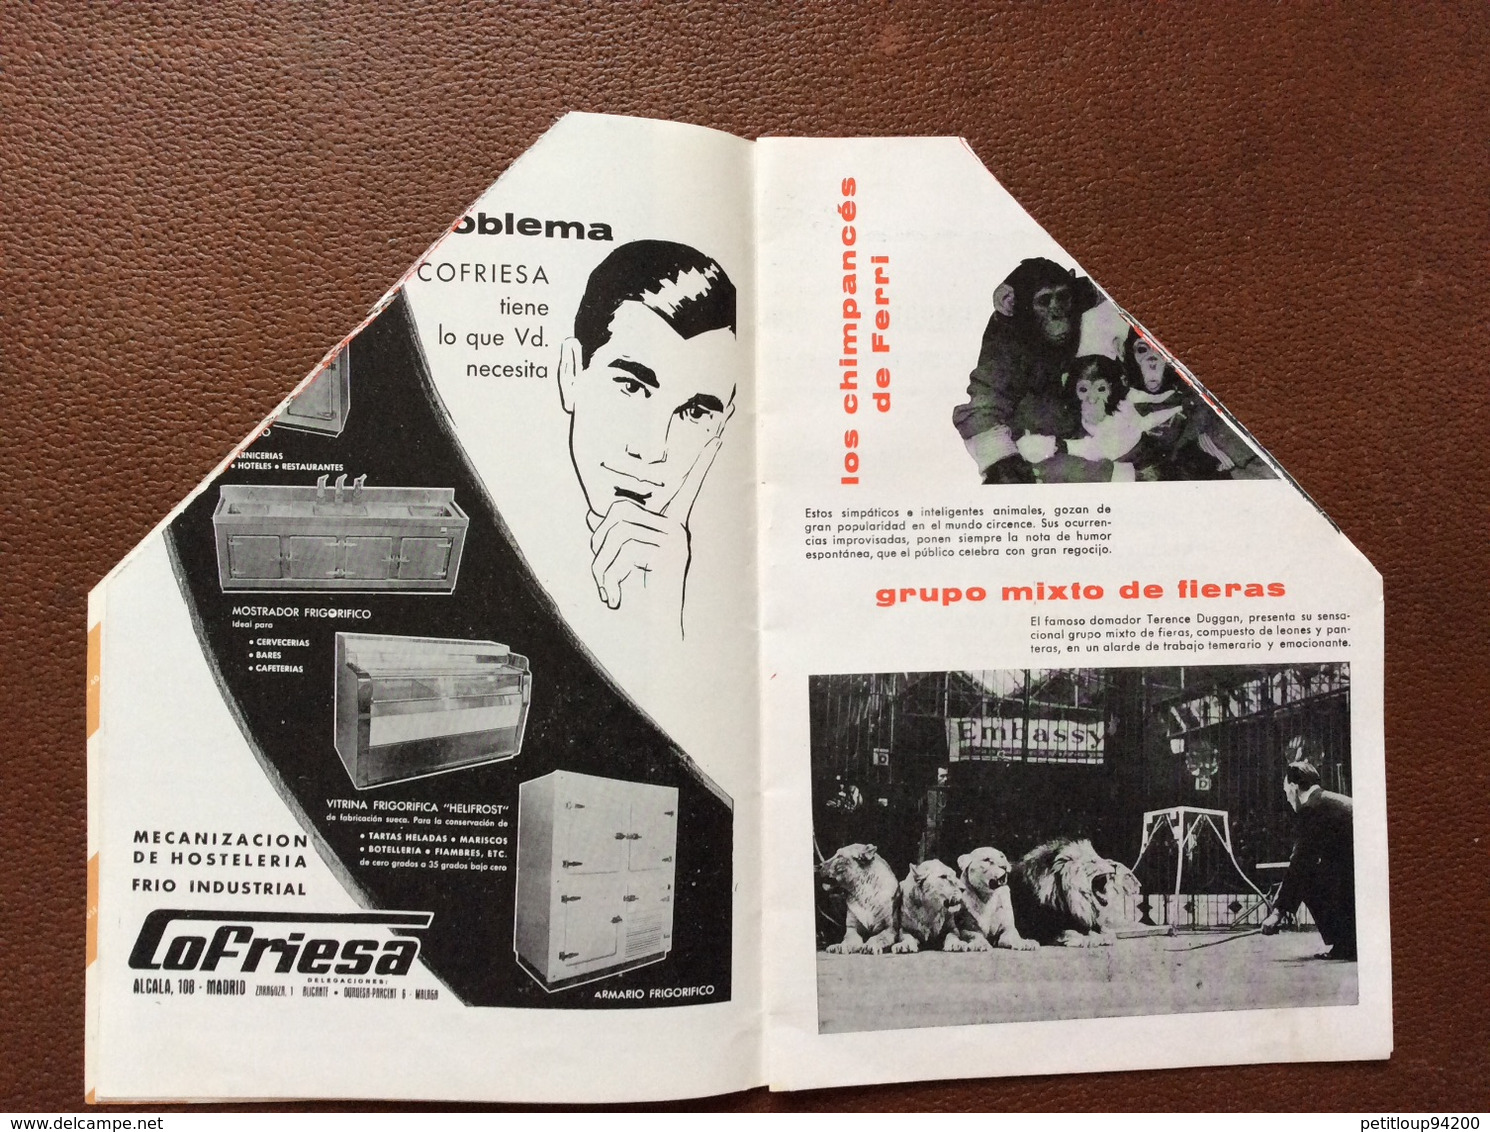 oblema
COFRIESA
tiene
lo que Vd.
necesita
ARNICERIAS
• HOTELES • RESTAURANTES
MOSTRADOR FRIGORIFICO
Ideal para
• CERVECERIAS
• BARES
• CAFETERIAS
VITRINA FRIGORIFICA "HELIFROST"
de fabricación sueca. Para la conservación de
• TARTAS HELADAS • MARISCOS
• BOTELLERIA • FIAMBRES, ETC.
de cero grados a 35 grados bajo cero
ARMARIO FRIGORIFICO
MECANIZACION
DE HOSTELERIA
FRIO INDUSTRIAL
Cofriesa
DELEGACIONES:
ALCALA, 108 - MADRID ZARAGOZA, 1 ALICANTE • DUQUESA-PARCENT 6 - MALAGA
los chimpancés
de Ferri
Estos simpáticos e inteligentes animales, gozan de
gran popularidad en el mundo circence. Sus ocurren-
cias improvisadas, ponen siempre la nota de humor
espontánea, que el público celebra con gran regocijo.
grupo mixto de fieras
El famoso domador Terence Duggan, presenta su sensa-
cional grupo mixto de fieras, compuesto de leones y pan-
teras, en un alarde de trabajo temerario y emocionante.
Embassy
D
D
www.delcampe.net
petitloup94200